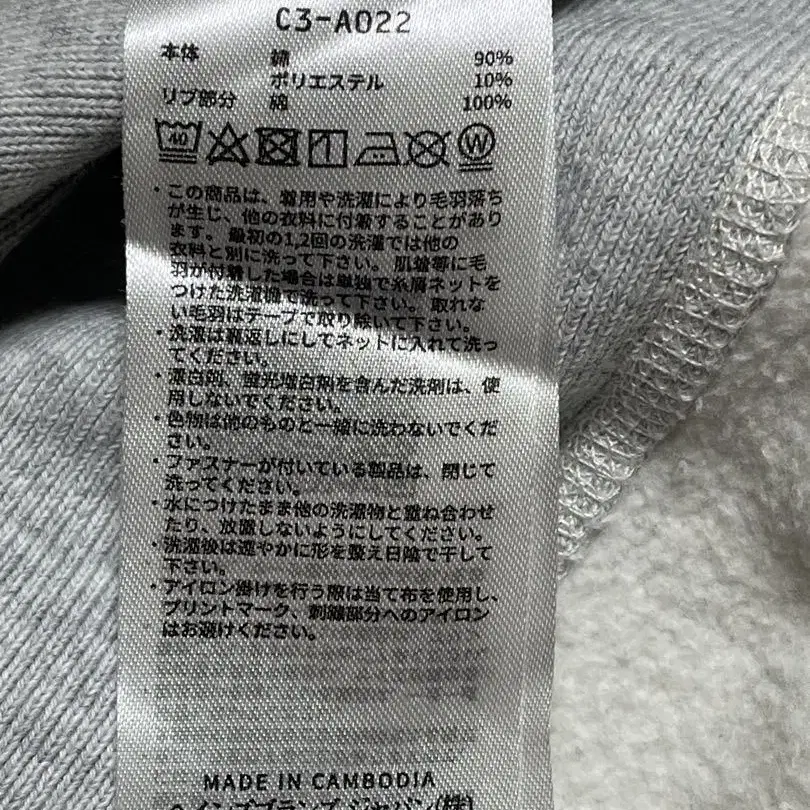 C3-A022
本体 綿 90%
ポリエステル 10%
リブ部分 綿 100%
40 W
・この商品は、着用や洗濯により毛羽落ち
が生じ、他の衣料に付着することがあり
ます。最初の1,2回の洗濯では他の
衣料と別に洗って下さい。肌着等に毛
羽が付着した場合は単独で糸屑ネットを
つけた洗濯機で洗って下さい。取れな
い毛羽はテープで取り除いて下さい。
・洗濯は裏返しにしてネットに入れて洗っ
てください。
・漂白剤、蛍光増白剤を含んだ洗剤は、使
用しないでください。
・色物は他のものと一緒に洗わないでくだ
さい。
・ファスナーが付いている製品は、閉じて
洗ってください。
・水につけたまま他の洗濯物と重ね合わせ
たり、放置しないようにしてください。
・洗濯後は速やかに形を整え日陰で干して
下さい。
・アイロン掛けを行う際は当て布を使用し、
プリントマーク、刺繍部分へのアイロン
はお避けください。
MADE IN CAMBODIA
ヘインズブランズ ジャパン(株)